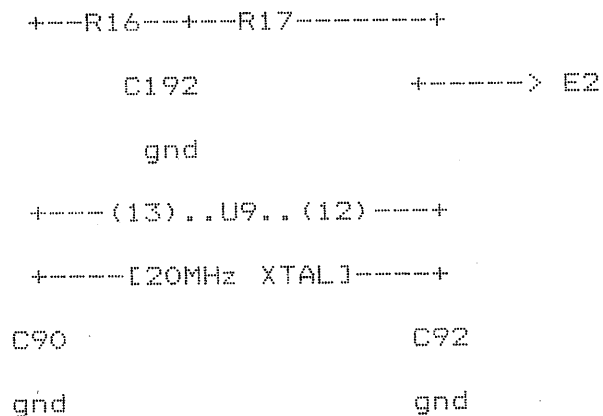 +---R16---+---R17------------+
C192 +------> E2
gnd
+-----(13)..U9..(12)-----+
+-----[20MHz XTAL]-----+
C90 C92
gnd gnd